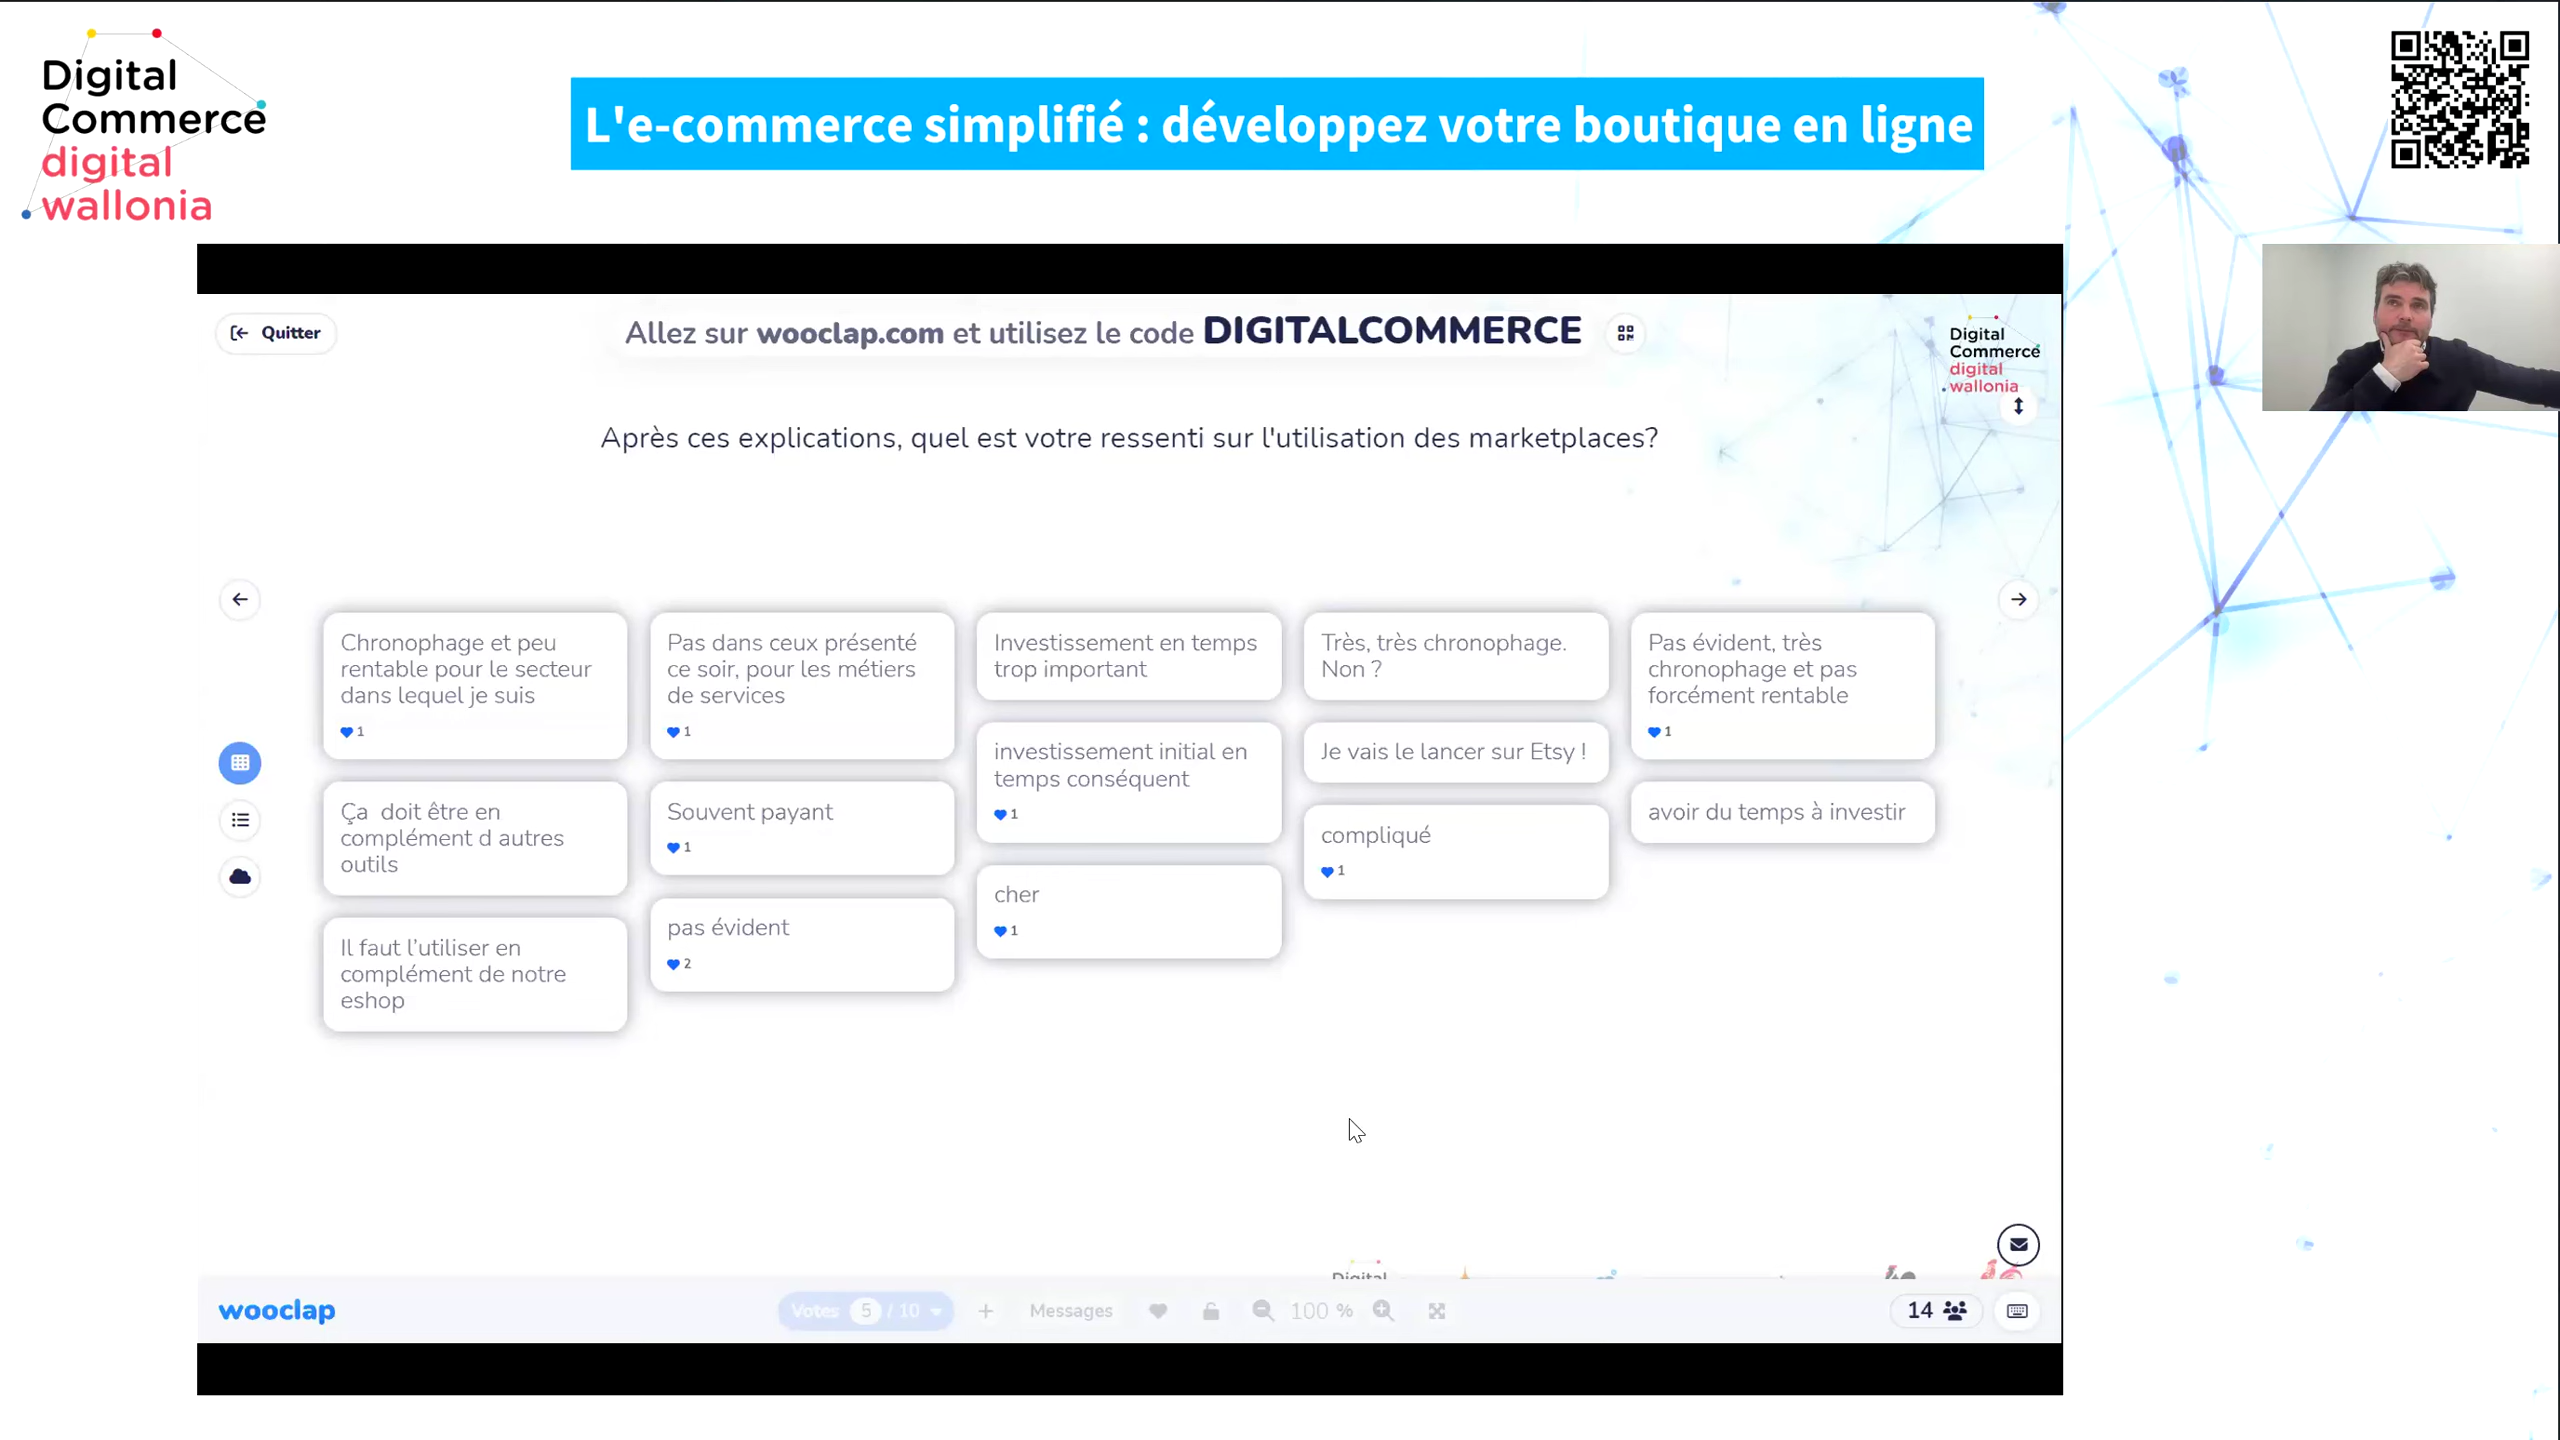 Digital
Commerce
digital
wallonia
L'e-commerce simplifié : développez votre boutique en ligne
Quitter
Allez sur wooclap.com et utilisez le code DIGITALCOMMERCE
Digital
Commerce
digital
wallonia
Après ces explications, quel est votre ressenti sur l'utilisation des marketplaces?
Chronophage et peu
rentable pour le secteur
dans lequel je suis
1
Ça  doit être en
complément d autres
outils
Il faut l’utiliser en
complément de notre
eshop
Pas dans ceux présenté
ce soir, pour les métiers
de services
1
Souvent payant
1
pas évident
2
Investissement en temps
trop important
investissement initial en
temps conséquent
1
cher
1
Très, très chronophage.
Non ?
Je vais le lancer sur Etsy !
compliqué
1
Pas évident, très
chronophage et pas
forcément rentable
1
avoir du temps à investir
Digital
wooclap
Votes 5 / 10
Messages
100 %
14